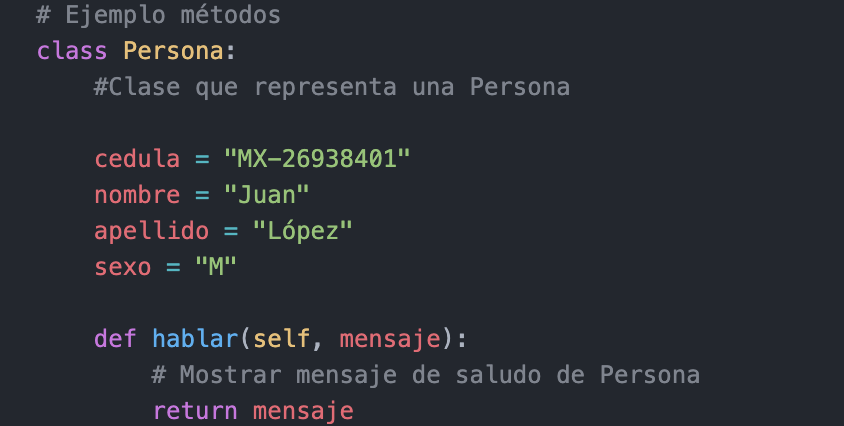 # Ejemplo métodos
class Persona:
    #Clase que representa una Persona

    cedula = "MX-26938401"
    nombre = "Juan"
    apellido = "López"
    sexo = "M"

    def hablar(self, mensaje):
        # Mostrar mensaje de saludo de Persona
        return mensaje